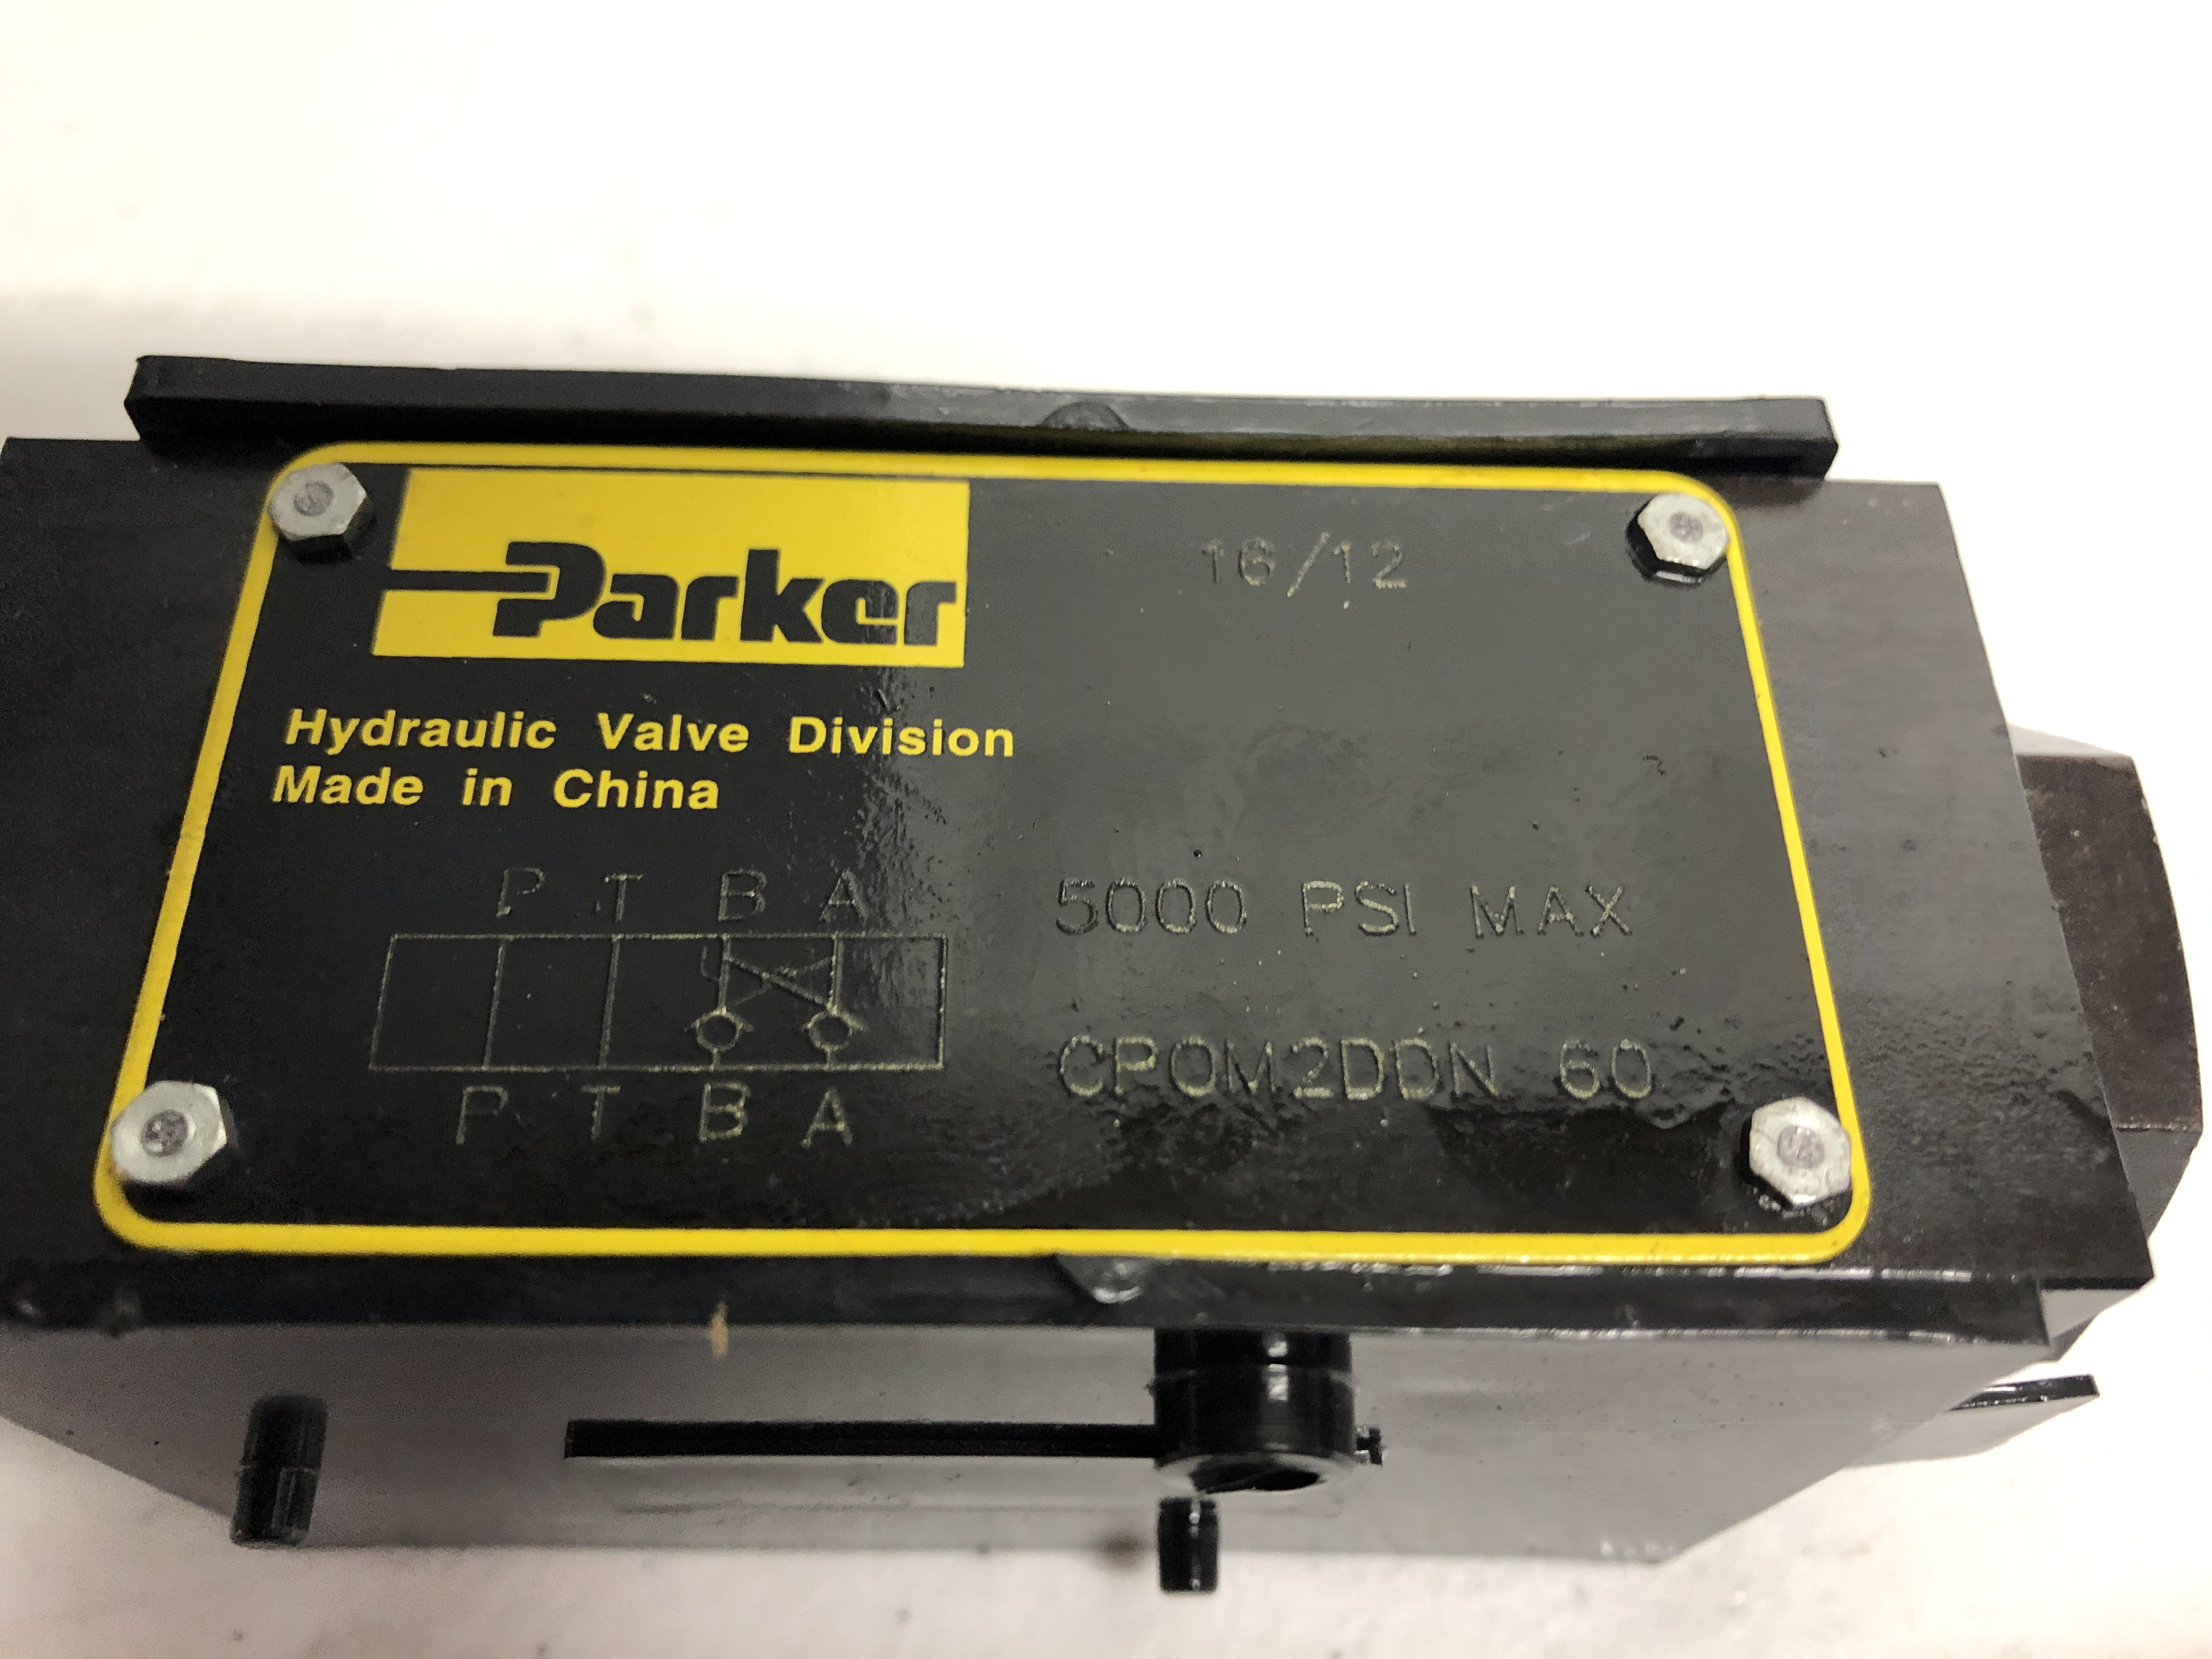 Parker
16/12
Hydraulic Valve Division
Made in China
P T B A
5000 PSI MAX
CPOM2DDN 60
P T B A